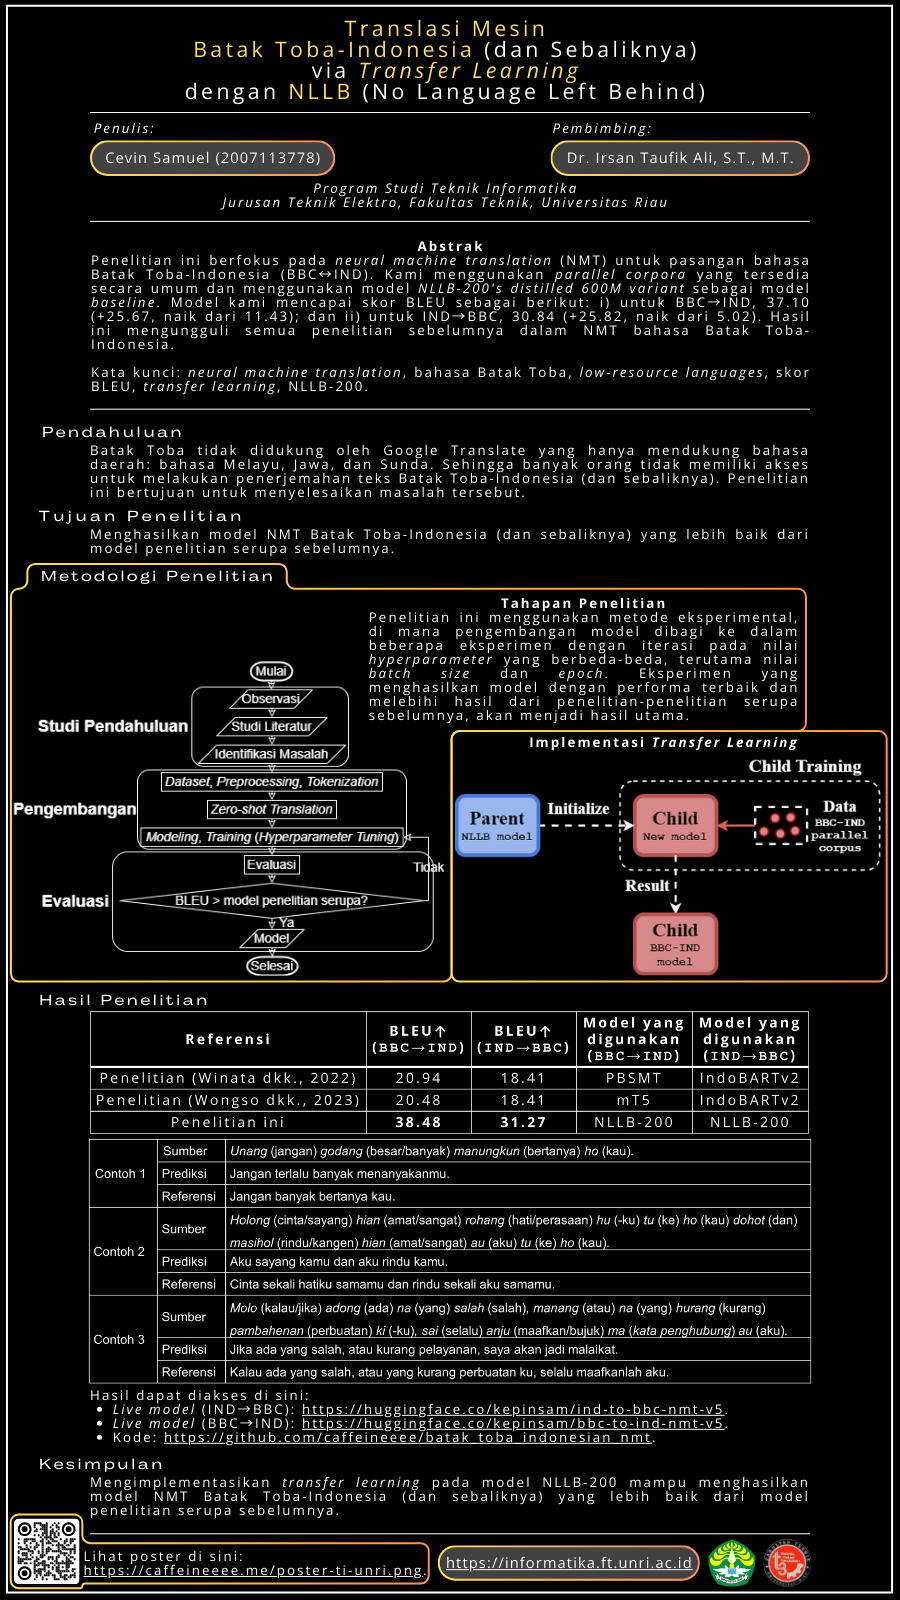 Translasi Mesin
Batak Toba-Indonesia (dan Sebaliknya)
via Transfer Learning
dengan NLLB (No Language Left Behind)
Penulis:
Cevin Samuel (2007113778)
Pembimbing:
Dr. Irsan Taufik Ali, S.T., M.T.
Program Studi Teknik Informatika
Jurusan Teknik Elektro, Fakultas Teknik, Universitas Riau
Abstrak
Penelitian ini berfokus pada neural machine translation (NMT) untuk pasangan bahasa
Batak Toba-Indonesia (BBC↔IND). Kami menggunakan parallel corpora yang tersedia
secara umum dan menggunakan model NLLB-200's distilled 600M variant sebagai model
baseline. Model kami mencapai skor BLEU sebagai berikut: i) untuk BBC→IND, 37.10
(+25.67, naik dari 11.43); dan ii) untuk IND→BBC, 30.84 (+25.82, naik dari 5.02). Hasil
ini mengungguli semua penelitian sebelumnya dalam NMT bahasa Batak Toba-
Indonesia.
Kata kunci: neural machine translation, bahasa Batak Toba, low-resource languages, skor
BLEU, transfer learning, NLLB-200.
Pendahuluan
Batak Toba tidak didukung oleh Google Translate yang hanya mendukung bahasa
daerah: bahasa Melayu, Jawa, dan Sunda. Sehingga banyak orang tidak memiliki akses
untuk melakukan penerjemahan teks Batak Toba-Indonesia (dan sebaliknya). Penelitian
ini bertujuan untuk menyelesaikan masalah tersebut.
Tujuan Penelitian
Menghasilkan model NMT Batak Toba-Indonesia (dan sebaliknya) yang lebih baik dari
model penelitian serupa sebelumnya.
Metodologi Penelitian
Tahapan Penelitian
Penelitian ini menggunakan metode eksperimental,
di mana pengembangan model dibagi ke dalam
beberapa eksperimen dengan iterasi pada nilai
hyperparameter yang berbeda-beda, terutama nilai
batch size dan epoch. Eksperimen yang
menghasilkan model dengan performa terbaik dan
melebihi hasil dari penelitian-penelitian serupa
sebelumnya, akan menjadi hasil utama.
Mulai
Studi Pendahuluan
Observasi
Studi Literatur
Identifikasi Masalah
Pengembangan
Dataset, Preprocessing, Tokenization
Zero-shot Translation
Modeling, Training (Hyperparameter Tuning)
Evaluasi
Evaluasi
BLEU > model penelitian serupa?
Tidak
Ya
Model
Selesai
Implementasi Transfer Learning
Child Training
Parent
NLLB model
Initialize
Child
New model
Data
BBC-IND
parallel
corpus
Result
Child
BBC-IND
model
Hasil Penelitian
Referensi BLEU↑ (BBC→IND) BLEU↑ (IND→BBC) Model yang digunakan (BBC→IND) Model yang digunakan (IND→BBC)
Penelitian (Winata dkk., 2022) 20.94 18.41 PBSMT IndoBARTv2
Penelitian (Wongso dkk., 2023) 20.48 18.41 mT5 IndoBARTv2
Penelitian ini 38.48 31.27 NLLB-200 NLLB-200
Contoh 1
Sumber Unang (jangan) godang (besar/banyak) manungkun (bertanya) ho (kau).
Prediksi Jangan terlalu banyak menanyakanmu.
Referensi Jangan banyak bertanya kau.
Contoh 2
Sumber Holong (cinta/sayang) hian (amat/sangat) rohang (hati/perasaan) hu (-ku) tu (ke) ho (kau) dohot (dan)
masihol (rindu/kangen) hian (amat/sangat) au (aku) tu (ke) ho (kau).
Prediksi Aku sayang kamu dan aku rindu kamu.
Referensi Cinta sekali hatiku samamu dan rindu sekali aku samamu.
Contoh 3
Sumber Molo (kalau/jika) adong (ada) na (yang) salah (salah), manang (atau) na (yang) hurang (kurang)
pambahenan (perbuatan) ki (-ku), sai (selalu) anju (maafkan/bujuk) ma (kata penghubung) au (aku).
Prediksi Jika ada yang salah, atau kurang pelayanan, saya akan jadi malaikat.
Referensi Kalau ada yang salah, atau yang kurang perbuatan ku, selalu maafkanlah aku.
Hasil dapat diakses di sini:
• Live model (IND→BBC): https://huggingface.co/kepinsam/ind-to-bbc-nmt-v5.
• Live model (BBC→IND): https://huggingface.co/kepinsam/bbc-to-ind-nmt-v5.
• Kode: https://github.com/caffeineeee/batak_toba_indonesian_nmt.
Kesimpulan
Mengimplementasikan transfer learning pada model NLLB-200 mampu menghasilkan
model NMT Batak Toba-Indonesia (dan sebaliknya) yang lebih baik dari model
penelitian serupa sebelumnya.
Lihat poster di sini:
https://caffeineeee.me/poster-ti-unri.png.
https://informatika.ft.unri.ac.id